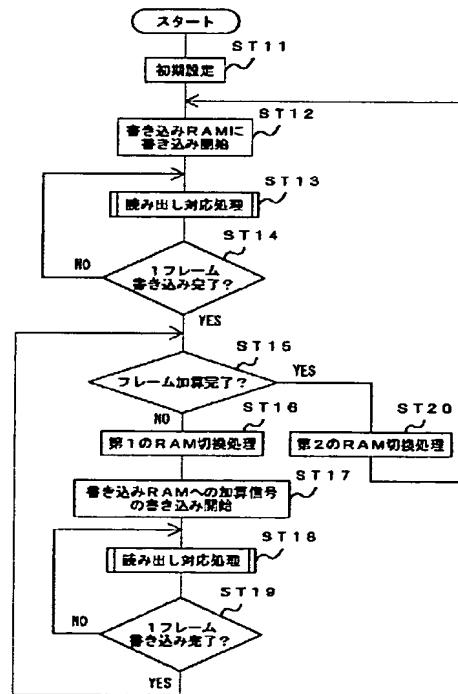 スタート
ST11
初期設定
ST12
書き込みRAMに
書き込み開始
ST13
読み出し対応処理
ST14
1フレーム
書き込み完了?
NO
YES
ST15
フレーム加算完了?
YES
NO
ST16
第1のRAM切換処理
ST20
第2のRAM切換処理
ST17
書き込みRAMへの加算信号
の書き込み開始
ST18
読み出し対応処理
ST19
1フレーム
書き込み完了?
NO
YES